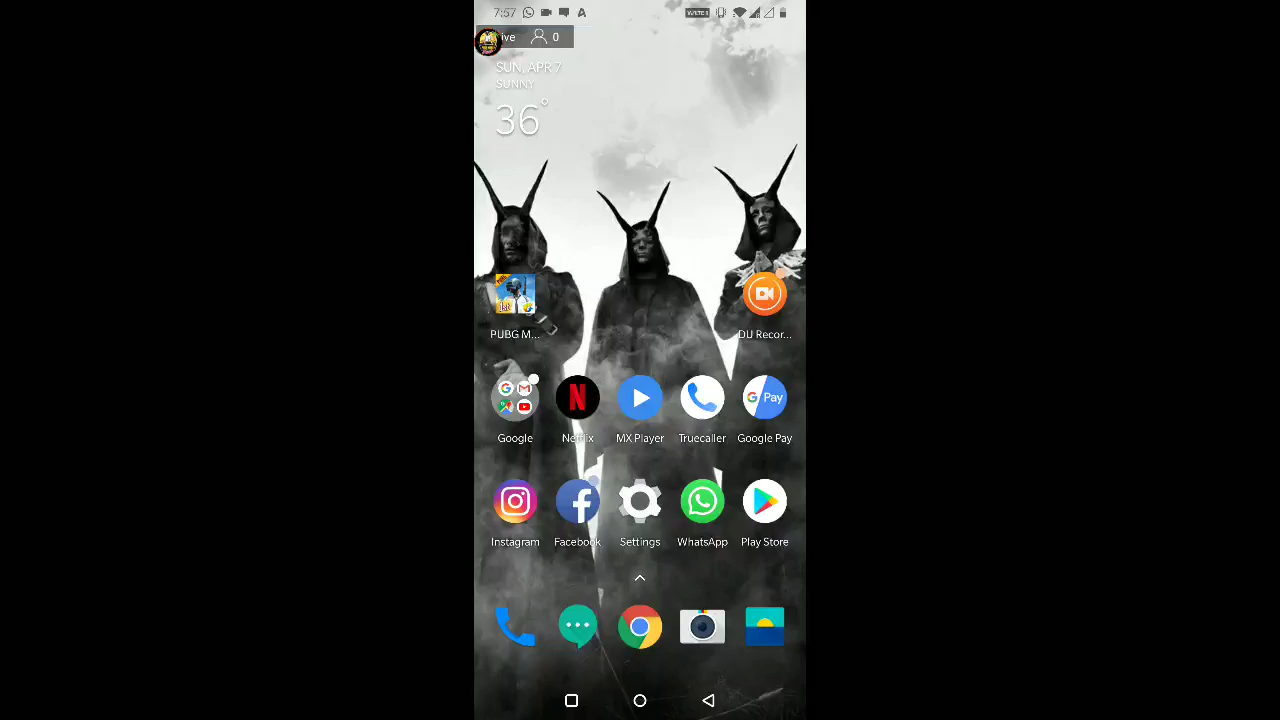 7:57
ive 0
SUN, APR 7
SUNNY
36°
PUBG M...
DU Recor...
Google
Netflix
MX Player
Truecaller
G Pay
Google Pay
Instagram
Facebook
Settings
WhatsApp
Play Store